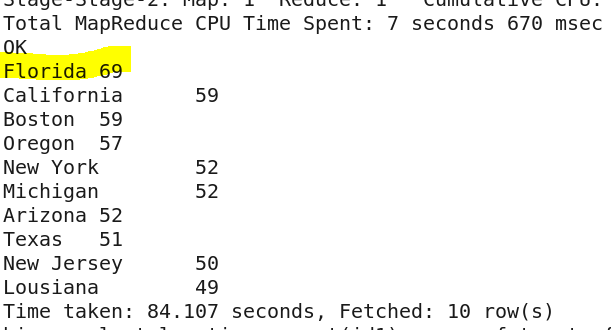 Stage-Stage-2: Map: 1 Reduce: 1 Cumulative CPU:
Total MapReduce CPU Time Spent: 7 seconds 670 msec
OK
Florida 69
California 59
Boston 59
Oregon 57
New York 52
Michigan 52
Arizona 52
Texas 51
New Jersey 50
Lousiana 49
Time taken: 84.107 seconds, Fetched: 10 row(s)